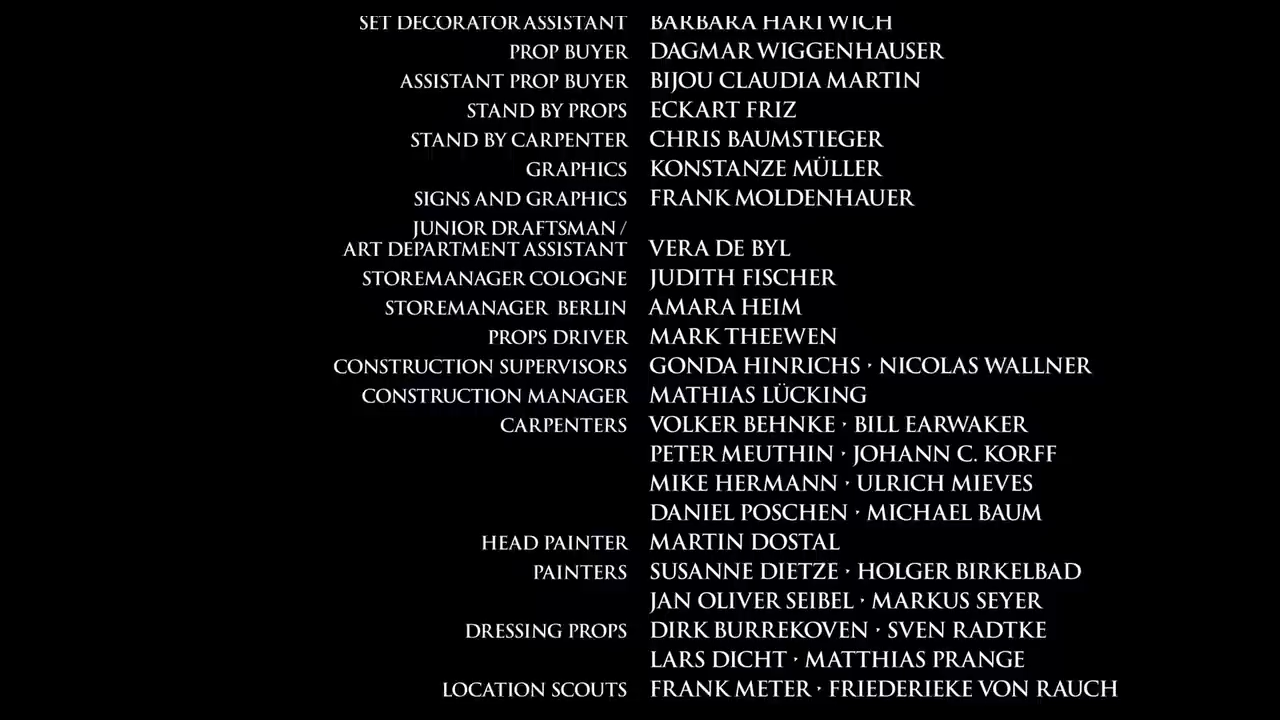 SET DECORATOR ASSISTANT BARBARA HARTWICH
PROP BUYER DAGMAR WIGGENHAUSER
ASSISTANT PROP BUYER BIJOU CLAUDIA MARTIN
STAND BY PROPS ECKART FRIZ
STAND BY CARPENTER CHRIS BAUMSTIEGER
GRAPHICS KONSTANZE MÜLLER
SIGNS AND GRAPHICS FRANK MOLDENHAUER
JUNIOR DRAFTSMAN /
ART DEPARTMENT ASSISTANT VERA DE BYL
STOREMANAGER COLOGNE JUDITH FISCHER
STOREMANAGER BERLIN AMARA HEIM
PROPS DRIVER MARK THEEWEN
CONSTRUCTION SUPERVISORS GONDA HINRICHS · NICOLAS WALLNER
CONSTRUCTION MANAGER MATHIAS LÜCKING
CARPENTERS VOLKER BEHNKE · BILL EARWAKER
PETER MEUTHIN · JOHANN C. KORFF
MIKE HERMANN · ULRICH MIEVES
DANIEL POSCHEN · MICHAEL BAUM
HEAD PAINTER MARTIN DOSTAL
PAINTERS SUSANNE DIETZE · HOLGER BIRKELBAD
JAN OLIVER SEIBEL · MARKUS SEYER
DRESSING PROPS DIRK BURREKOVEN · SVEN RADTKE
LARS DICHT · MATTHIAS PRANGE
LOCATION SCOUTS FRANK METER · FRIEDERIEKE VON RAUCH